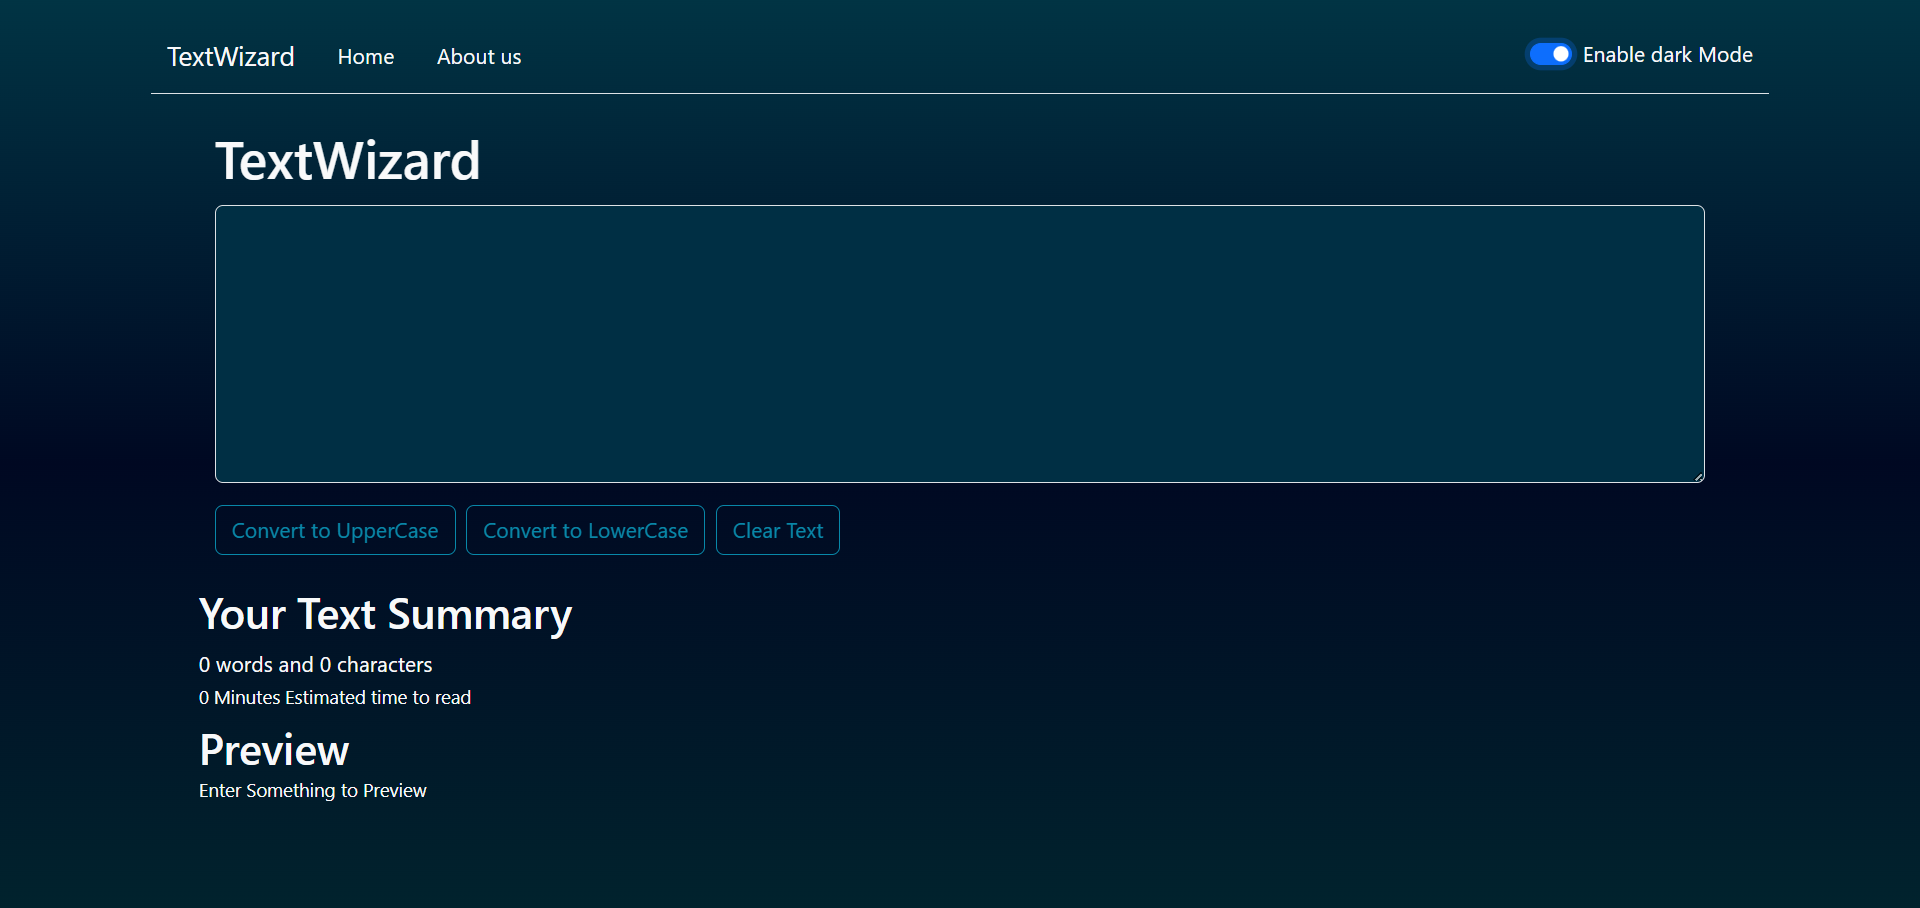 TextWizard Home About us Enable dark Mode
TextWizard
Convert to UpperCase Convert to LowerCase Clear Text
Your Text Summary
0 words and 0 characters
0 Minutes Estimated time to read
Preview
Enter Something to Preview